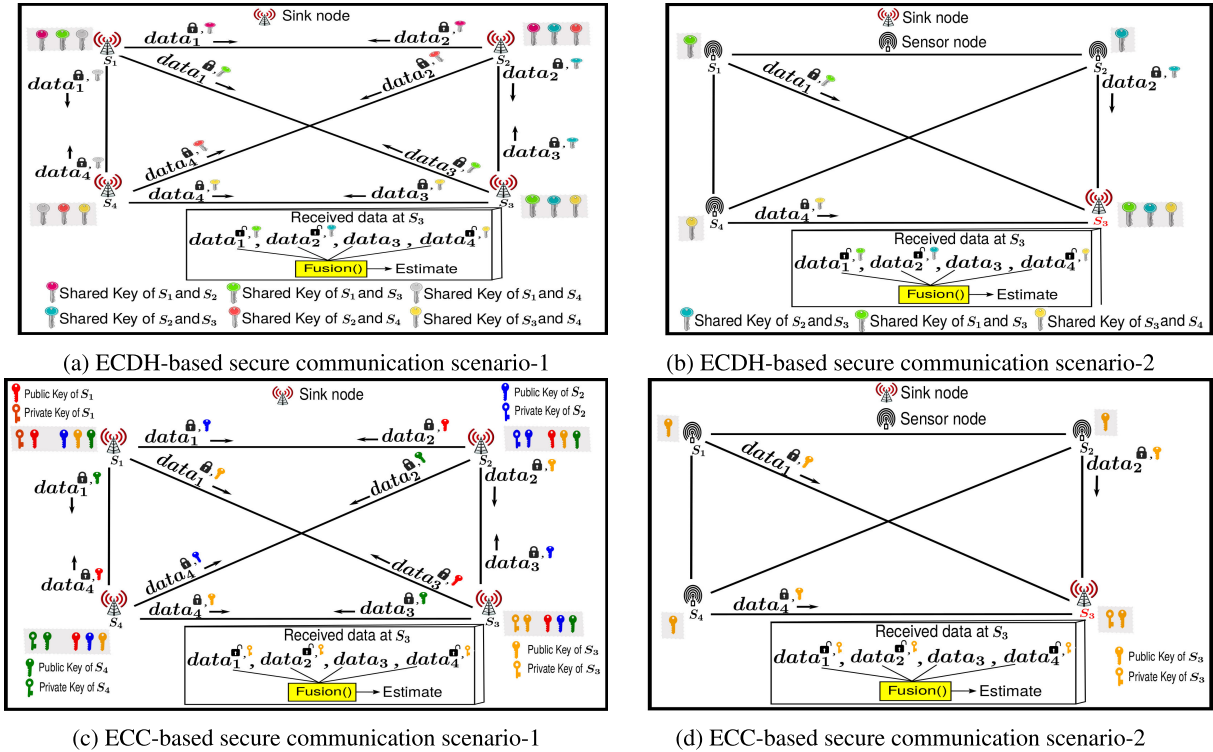 Sink node
data₁
data₂
S₁
S₂
data₁
data₂
data₁
data₂
data₄
data₃
data₄
data₃
S₄
data₄
data₃
S₃
Received data at S₃
data₁, data₂, data₃, data₄
Fusion() Estimate
Shared Key of S₁ and S₂ Shared Key of S₁ and S₃ Shared Key of S₁ and S₄
Shared Key of S₂ and S₃ Shared Key of S₂ and S₄ Shared Key of S₃ and S₄
(a) ECDH-based secure communication scenario-1
Sink node
Sensor node
S₁
S₂
data₁
data₂
S₄
data₄
S₃
Received data at S₃
data₁, data₂, data₃, data₄
Fusion() Estimate
Shared Key of S₂ and S₃ Shared Key of S₁ and S₃ Shared Key of S₃ and S₄
(b) ECDH-based secure communication scenario-2
Public Key of S₁
Private Key of S₁
Sink node
Public Key of S₂
Private Key of S₂
data₁
data₂
S₁
S₂
data₁
data₁
data₂
data₂
data₄
data₄
data₃
data₃
S₄
data₄
data₃
S₃
Public Key of S₄
Private Key of S₄
Received data at S₃
data₁, data₂, data₃, data₄
Fusion() Estimate
Public Key of S₃
Private Key of S₃
(c) ECC-based secure communication scenario-1
Sink node
Sensor node
S₁
S₂
data₁
data₂
S₄
data₄
S₃
Received data at S₃
data₁, data₂, data₃, data₄
Fusion() Estimate
Public Key of S₃
Private Key of S₃
(d) ECC-based secure communication scenario-2